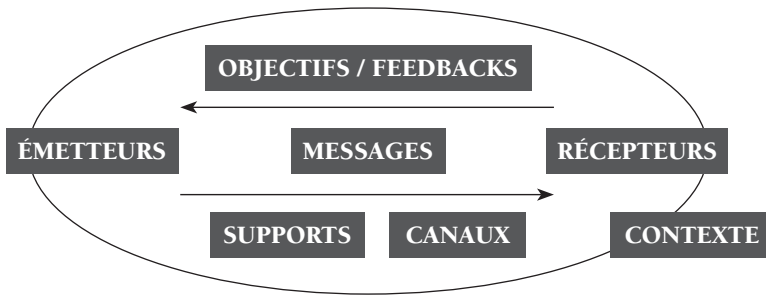 OBJECTIFS / FEEDBACKS
ÉMETTEURS
MESSAGES
RÉCEPTEURS
SUPPORTS
CANAUX
CONTEXTE